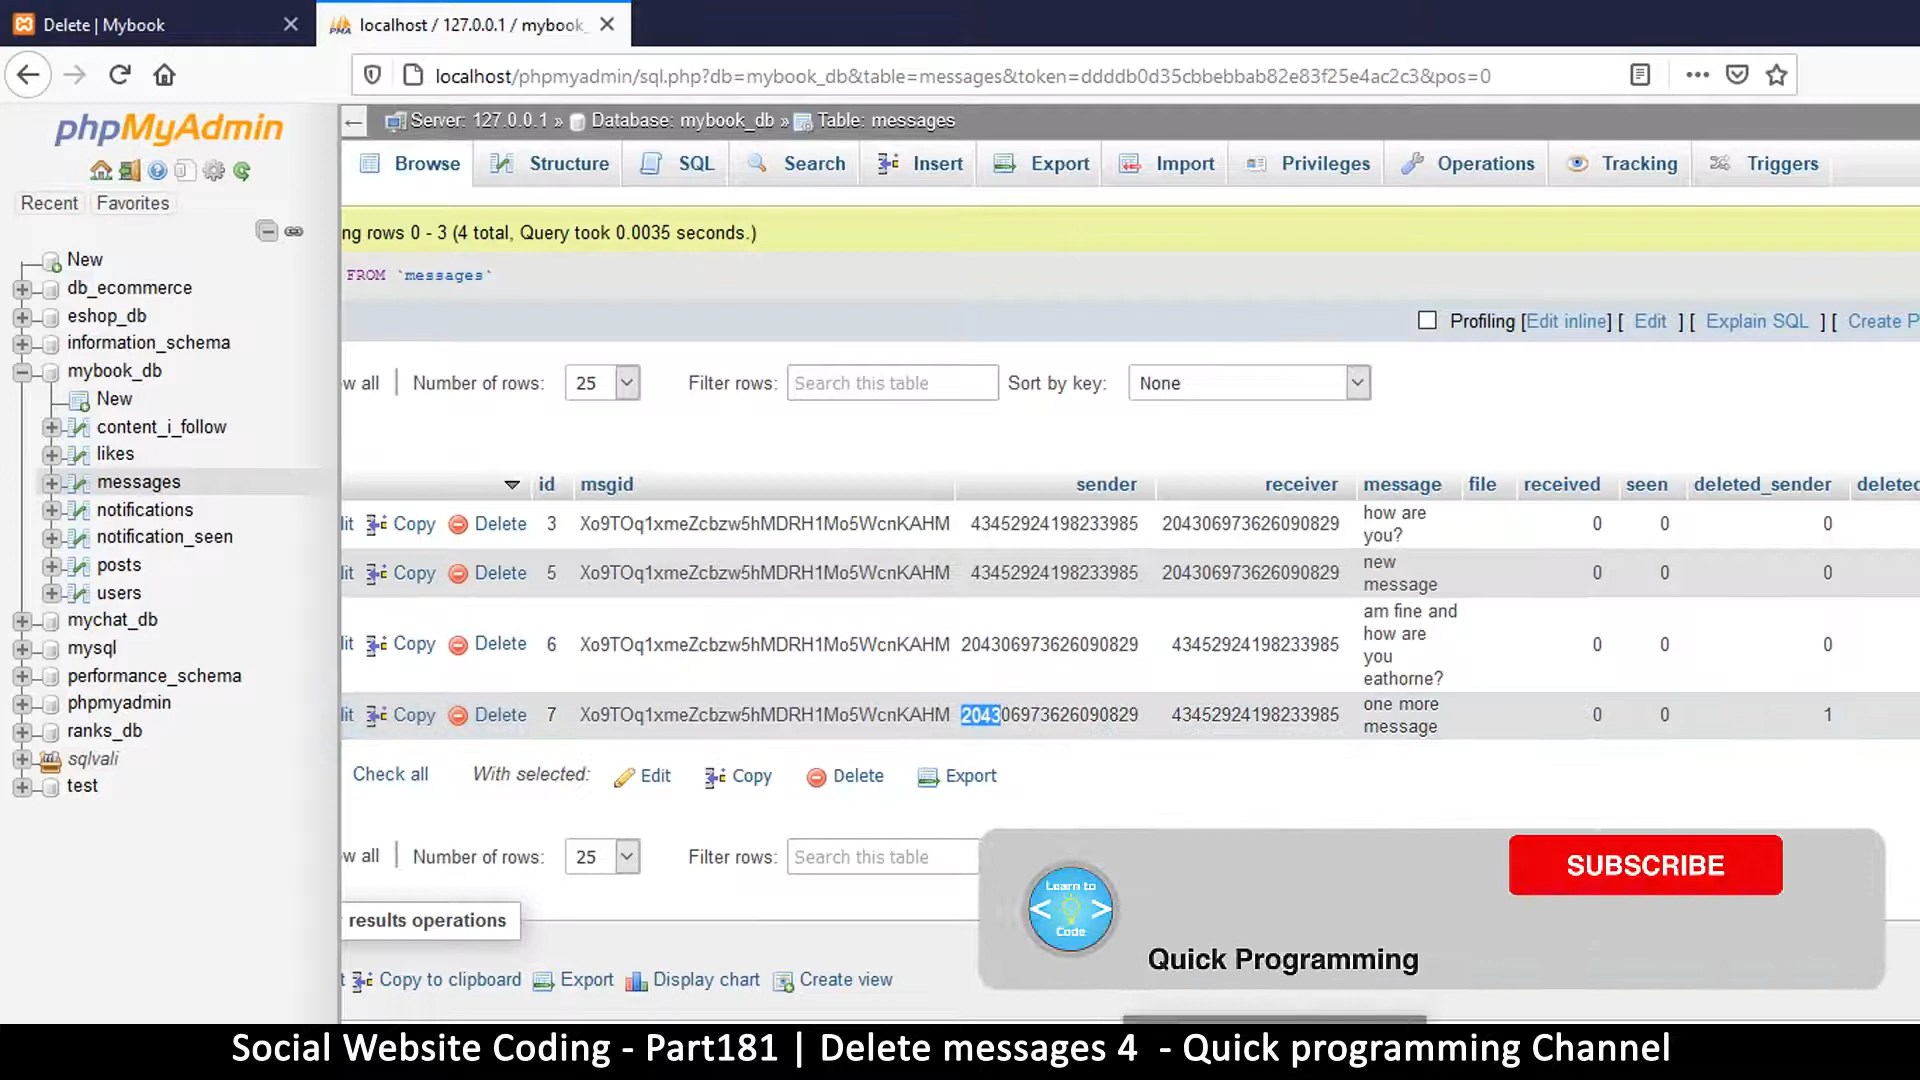 Delete | Mybook
localhost / 127.0.0.1 / mybook_
localhost/phpmyadmin/sql.php?db=mybook_db&table=messages&token=ddddb0d35cbbebbab82e83f25e4ac2c3&pos=0
phpMyAdmin
Recent Favorites
New
db_ecommerce
eshop_db
information_schema
mybook_db
New
content_i_follow
likes
messages
notifications
notification_seen
posts
users
mychat_db
mysql
performance_schema
phpmyadmin
ranks_db
sqlvali
test
Server: 127.0.0.1 » Database: mybook_db » Table: messages
Browse Structure SQL Search Insert Export Import Privileges Operations Tracking Triggers
ng rows 0 - 3 (4 total, Query took 0.0035 seconds.)
FROM `messages`
Profiling [Edit inline] [ Edit ] [ Explain SQL ] [ Create P
w all | Number of rows: 25 Filter rows: Search this table Sort by key: None
id msgid sender receiver message file received seen deleted_sender deleted
lit Copy Delete 3 Xo9TOq1xmeZcbzw5hMDRH1Mo5WcnKAHM 43452924198233985 204306973626090829 how are you? 0 0 0
lit Copy Delete 5 Xo9TOq1xmeZcbzw5hMDRH1Mo5WcnKAHM 43452924198233985 204306973626090829 new message 0 0 0
lit Copy Delete 6 Xo9TOq1xmeZcbzw5hMDRH1Mo5WcnKAHM 204306973626090829 43452924198233985 am fine and how are you eathorne? 0 0 0
lit Copy Delete 7 Xo9TOq1xmeZcbzw5hMDRH1Mo5WcnKAHM 204306973626090829 43452924198233985 one more message 0 0 1
Check all With selected: Edit Copy Delete Export
w all | Number of rows: 25 Filter rows: Search this table
results operations
Copy to clipboard Export Display chart Create view
Learn to
< >
Code
SUBSCRIBE
Quick Programming
Social Website Coding - Part181 | Delete messages 4 - Quick programming Channel